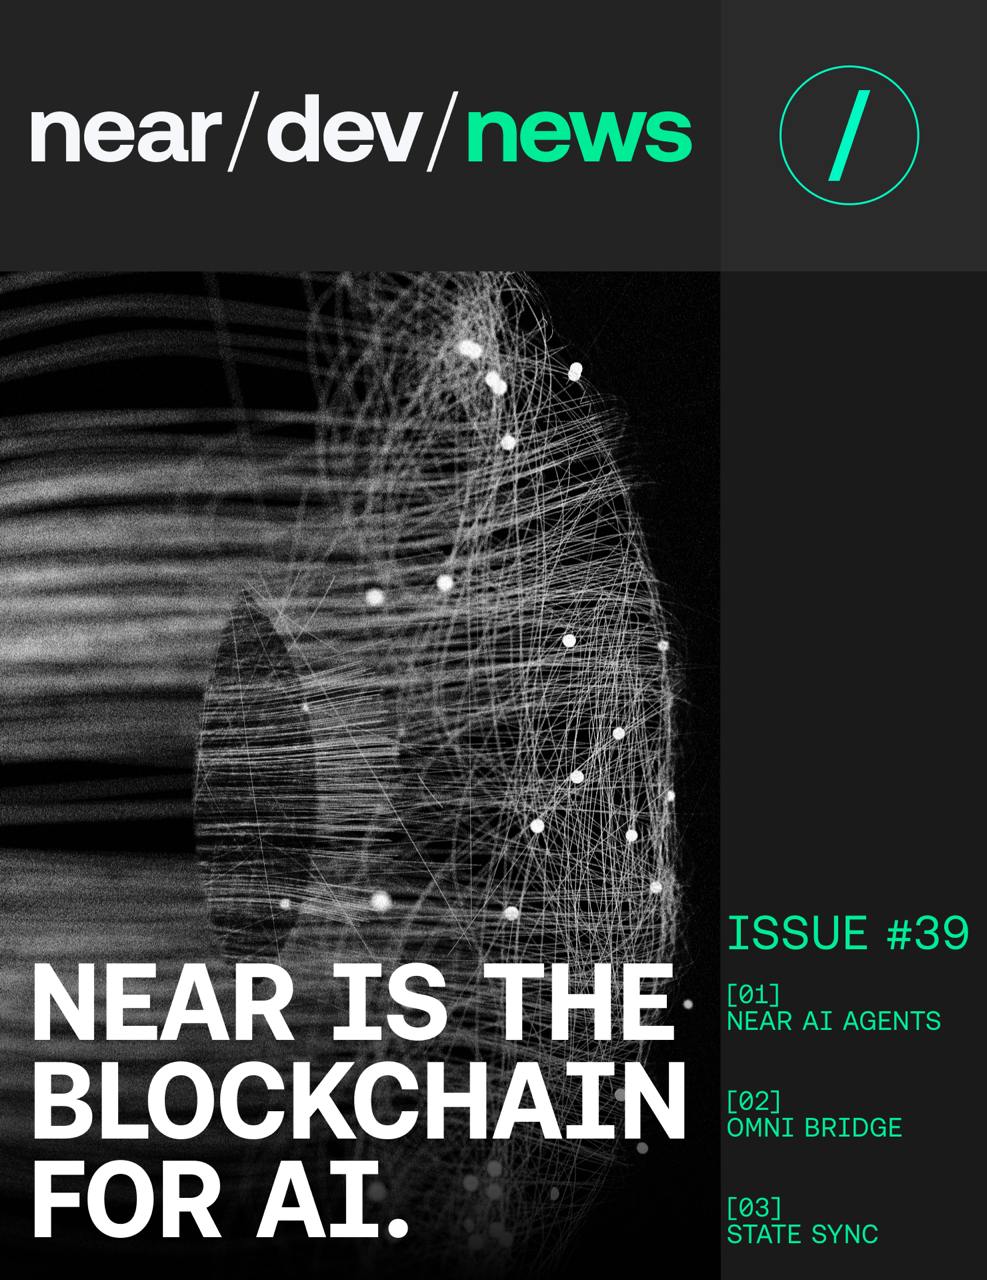 near/dev/news
/
NEAR IS THE
BLOCKCHAIN
FOR AI.
ISSUE #39
[01]
NEAR AI AGENTS
[02]
OMNI BRIDGE
[03]
STATE SYNC